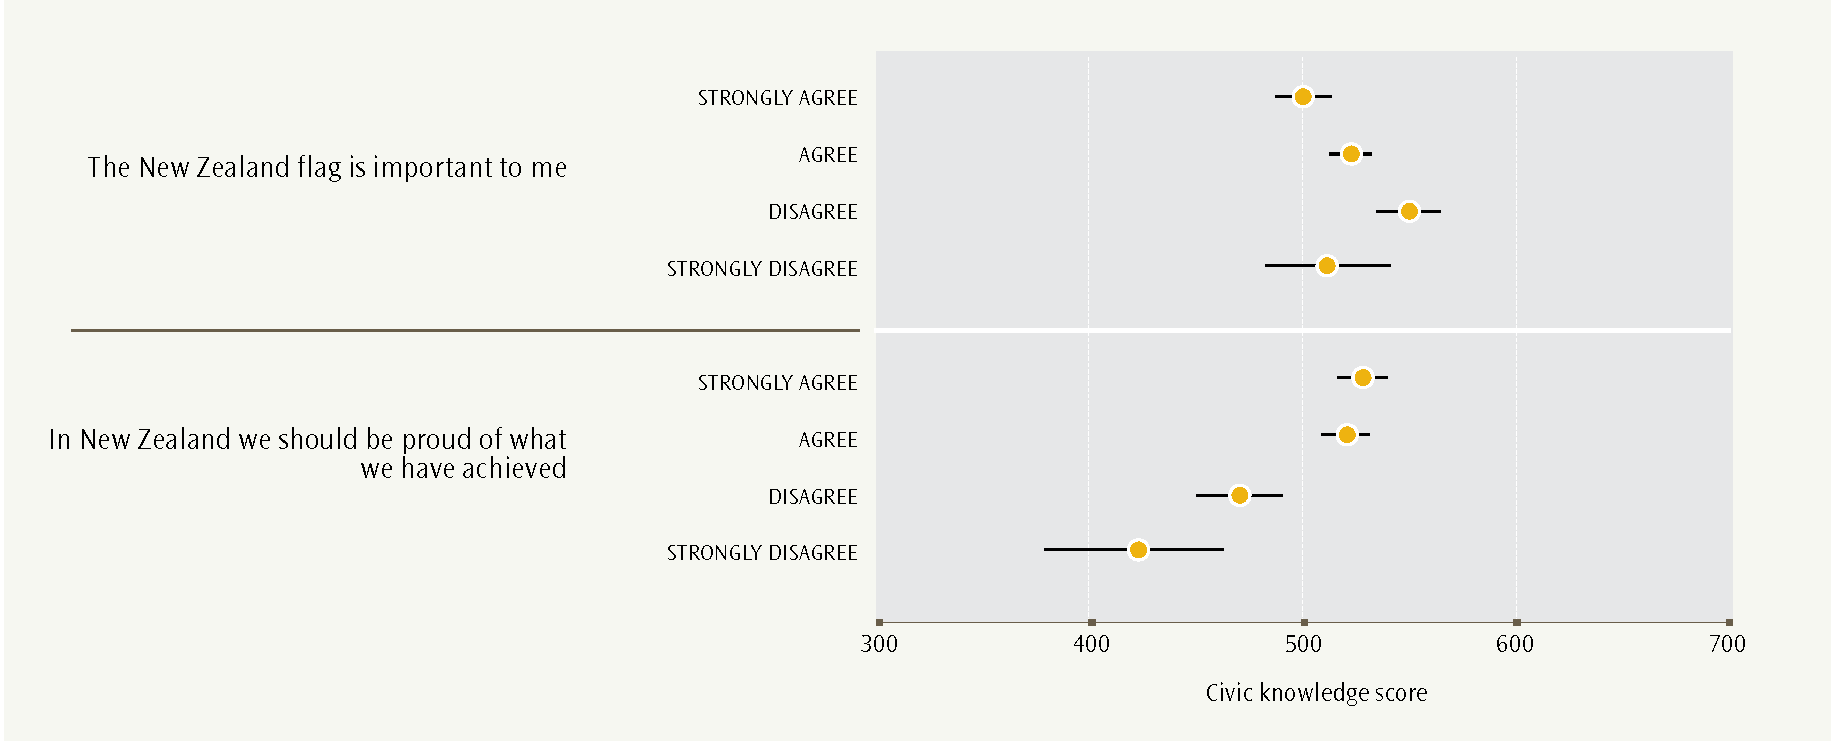 The New Zealand flag is important to me
STRONGLY AGREE
AGREE
DISAGREE
STRONGLY DISAGREE
In New Zealand we should be proud of what
we have achieved
STRONGLY AGREE
AGREE
DISAGREE
STRONGLY DISAGREE
300 400 500 600 700
Civic knowledge score